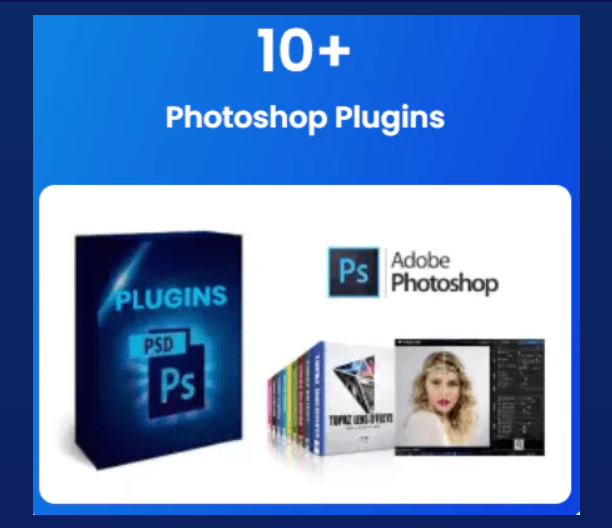 10+
Photoshop Plugins
PLUGINS
PSD
Ps
Ps
Adobe
Photoshop
TOPAZ LENS EFFECTS